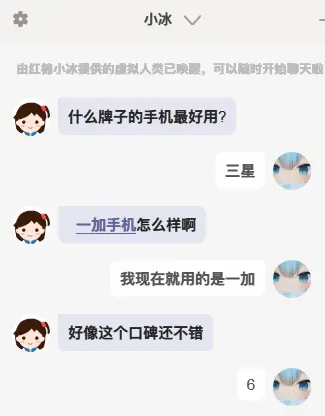 小冰
由红棉小冰提供的虚拟人类已唤醒，可以随时开始聊天啦
什么牌子的手机最好用?
三星
一加手机怎么样啊
我现在就用的是一加
好像这个口碑还不错
6